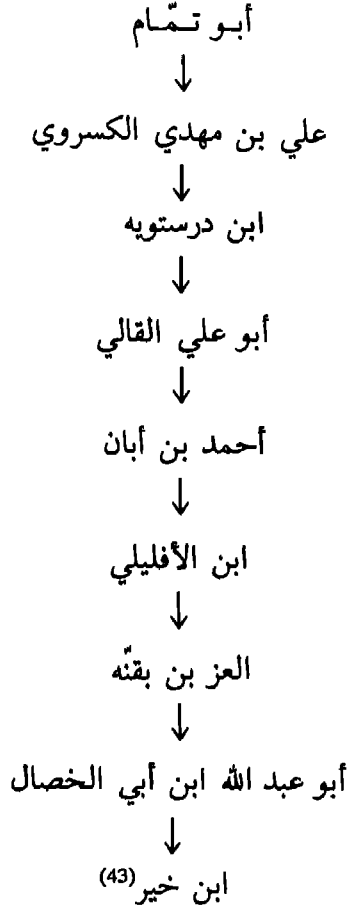 أبـو تـمّـام
↓
علي بن مهدي الكسروي
↓
ابن درستويه
↓
أبو علي القالي
↓
أحمد بن أبان
↓
ابن الأفليلي
↓
العز بن بقنّه
↓
أبو عبد الله ابن أبي الخصال
↓
ابن خير(43)